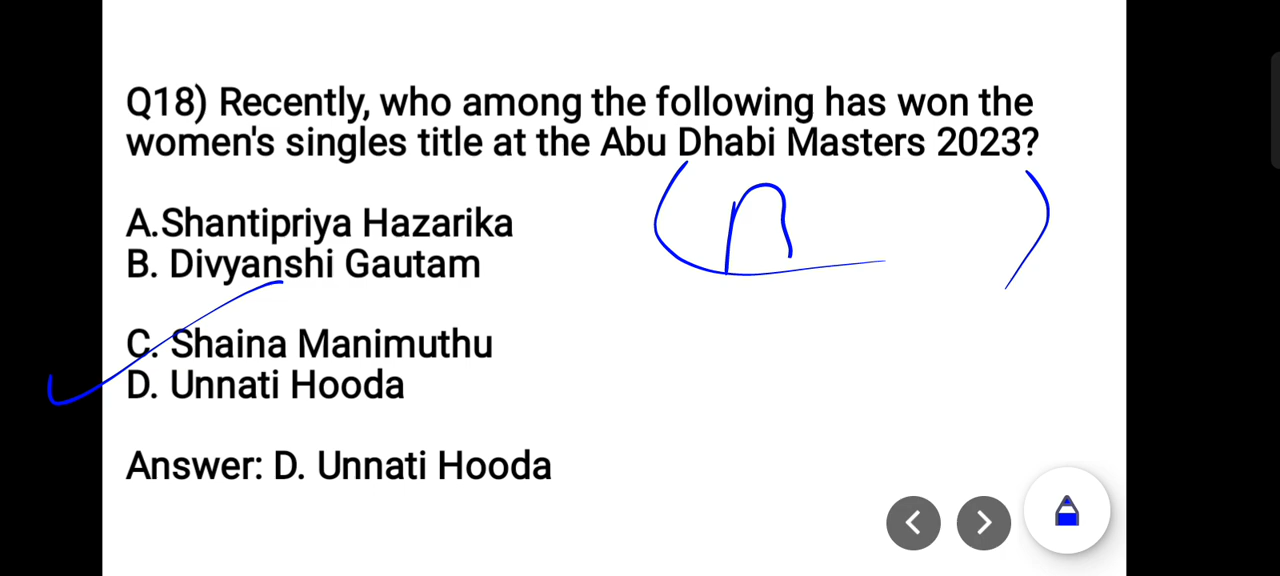 Q18) Recently, who among the following has won the
women's singles title at the Abu Dhabi Masters 2023?
A.Shantipriya Hazarika
B. Divyanshi Gautam
C. Shaina Manimuthu
D. Unnati Hooda
Answer: D. Unnati Hooda